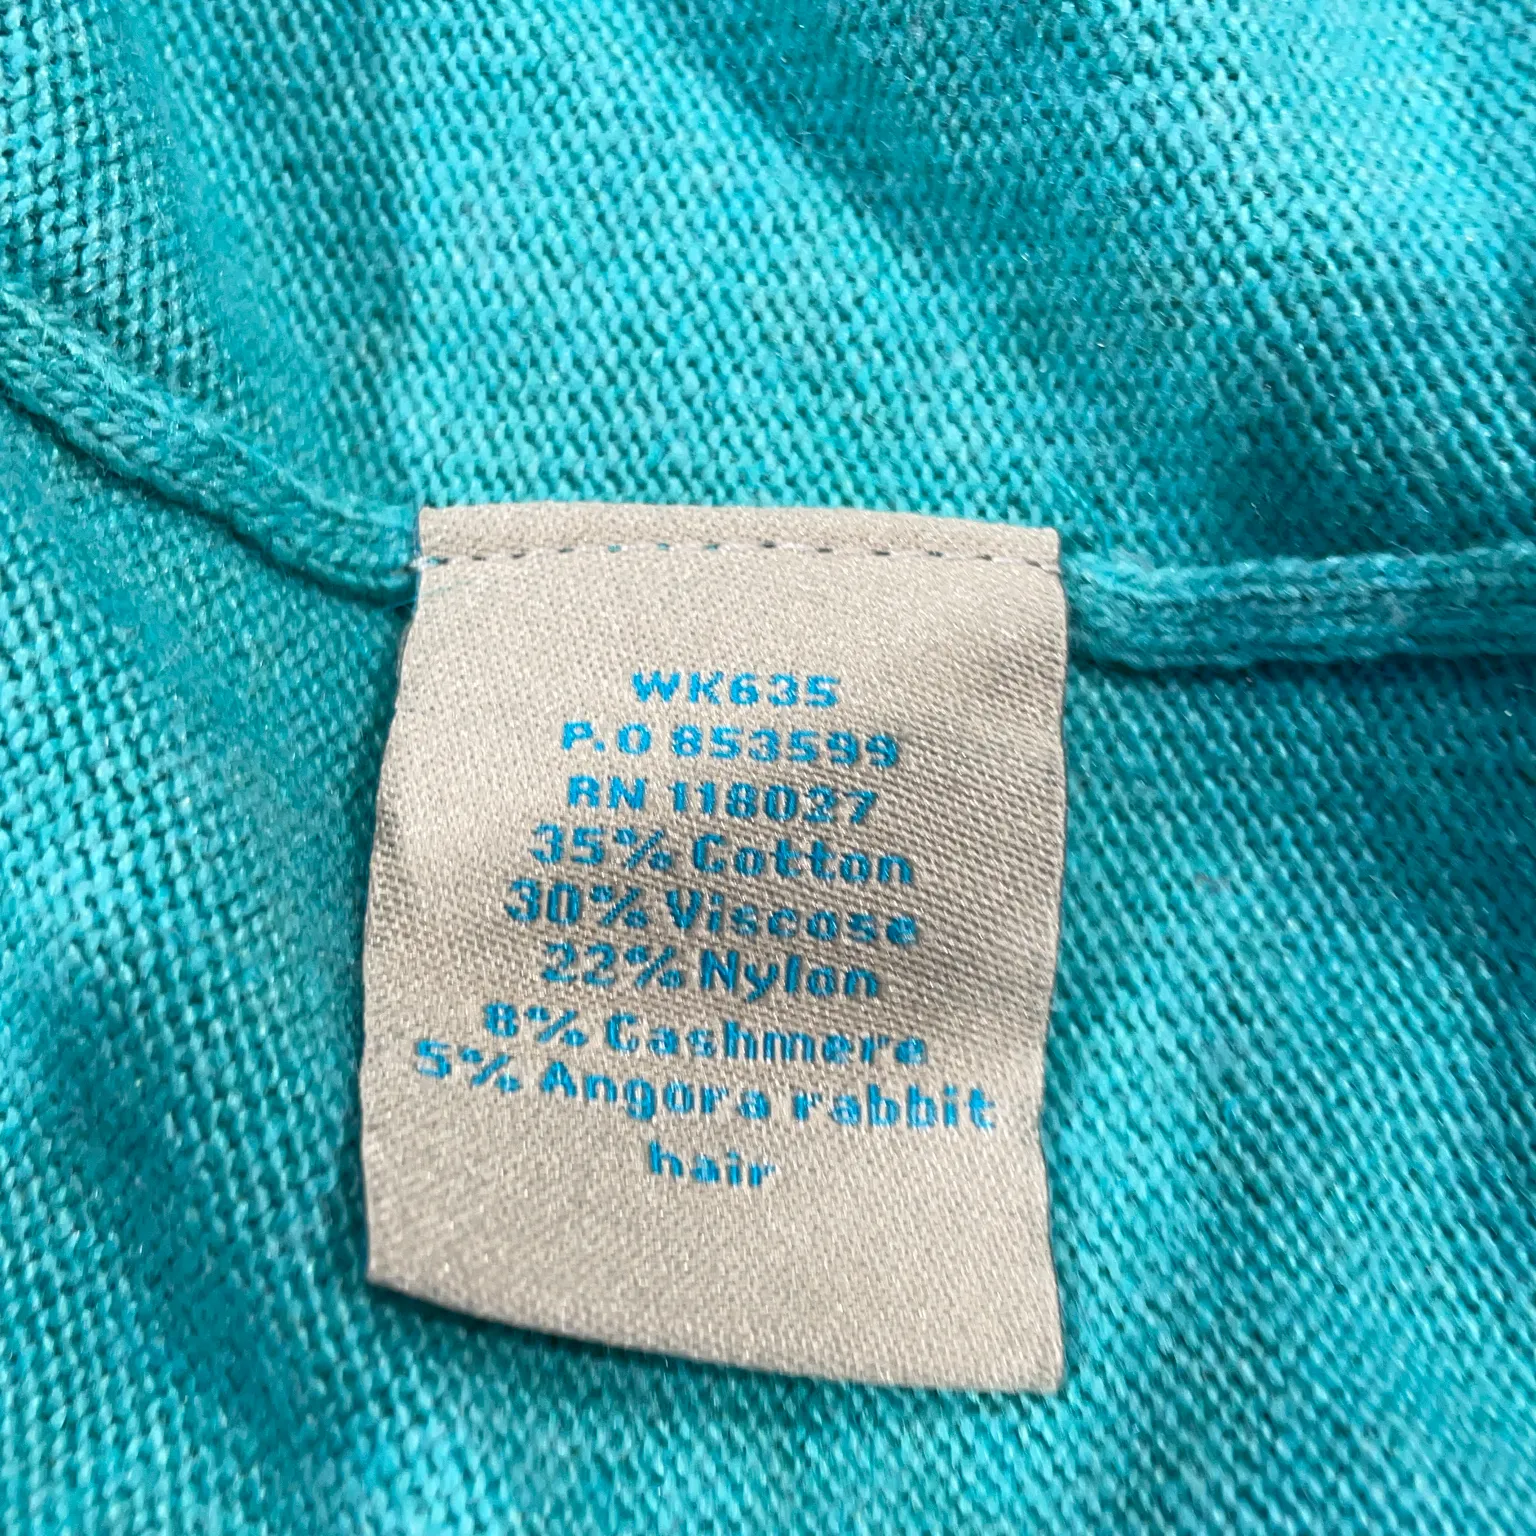 WK635
P.O 853599
RN 118027
35% Cotton
30% Viscose
22% Nylon
8% Cashmere
5% Angora rabbit
hair